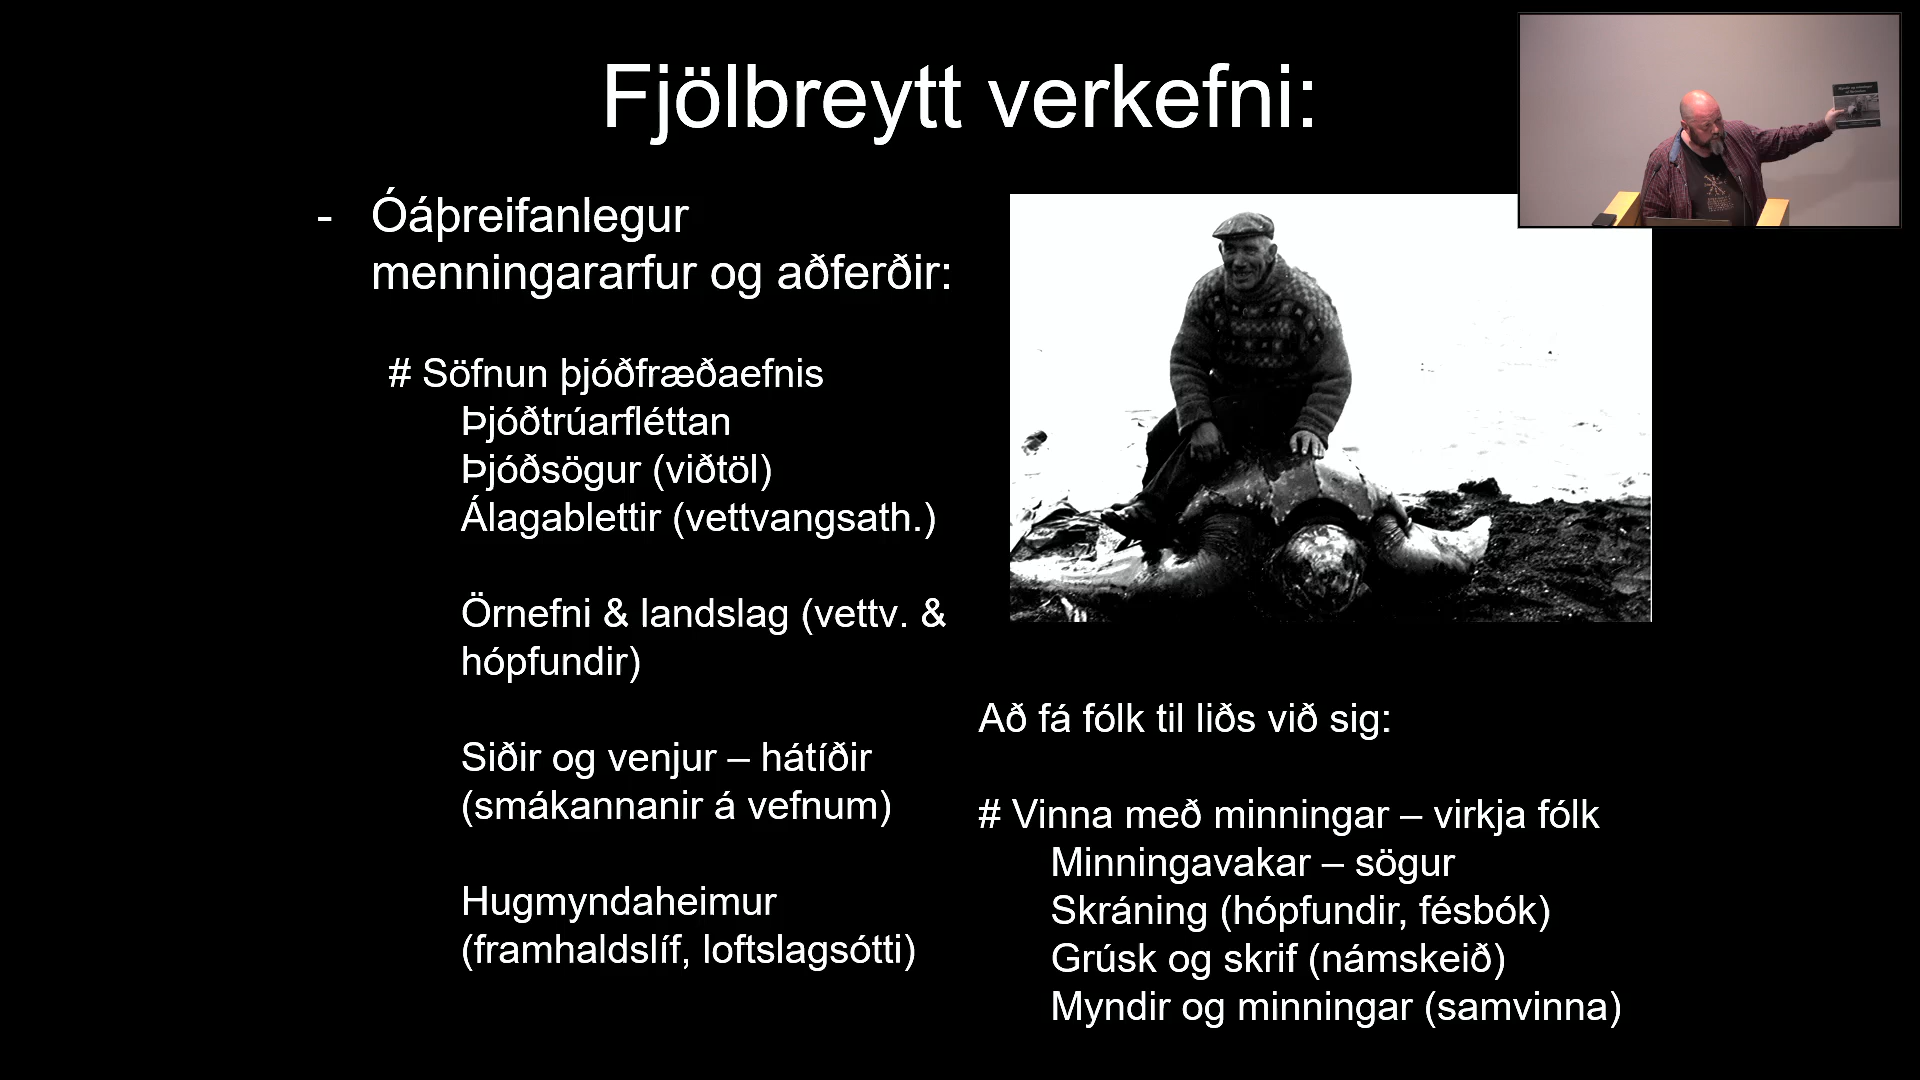 Fjölbreytt verkefni:
- Óáþreifanlegur
menningararfur og aðferðir:
# Söfnun þjóðfræðaefnis
Þjóðtrúarfléttan
Þjóðsögur (viðtöl)
Álagablettir (vettvangsath.)
Örnefni & landslag (vettv. &
hópfundir)
Siðir og venjur – hátíðir
(smákannanir á vefnum)
Hugmyndaheimur
(framhaldslíf, loftslagsótti)
Að fá fólk til liðs við sig:
# Vinna með minningar – virkja fólk
Minningavakar – sögur
Skráning (hópfundir, fésbók)
Grúsk og skrif (námskeið)
Myndir og minningar (samvinna)